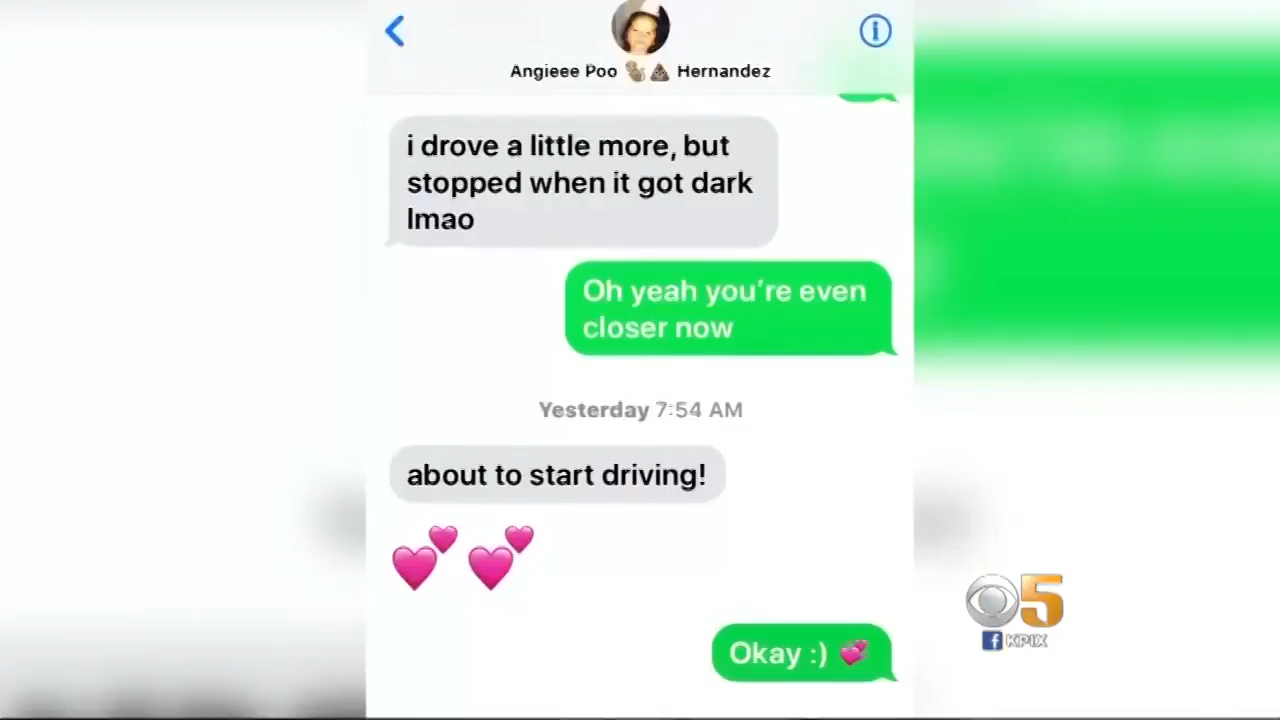 Angieee Poo 🐿️💩 Hernandez
i drove a little more, but
stopped when it got dark
lmao
Oh yeah you're even
closer now
Yesterday 7:54 AM
about to start driving!
💕 💕
Okay :) 💕
5
f KPIX